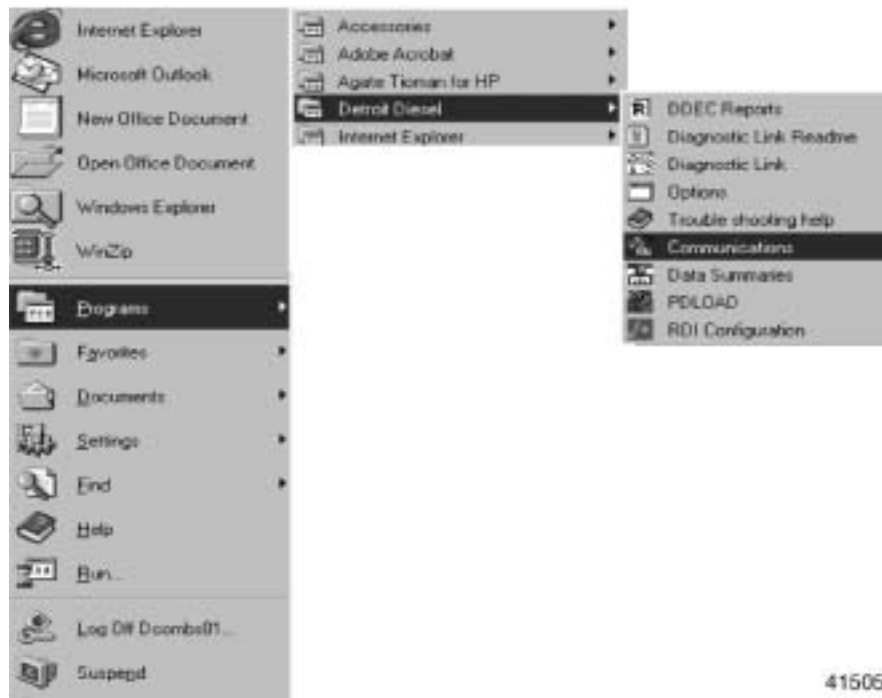 Internet Explorer
Microsoft Outlook
New Office Document
Open Office Document
Windows Explorer
WinZip
Programs
Favorites
Documents
Settings
Find
Help
Run...
Log Off Dcombs01...
Suspend
Accessories
Adobe Acrobat
Agate Tioman for HP
Detroit Diesel
Internet Explorer
DDEC Reports
Diagnostic Link Readme
Diagnostic Link
Options
Trouble shooting help
Communications
Data Summaries
PDLOAD
RDI Configuration
41505